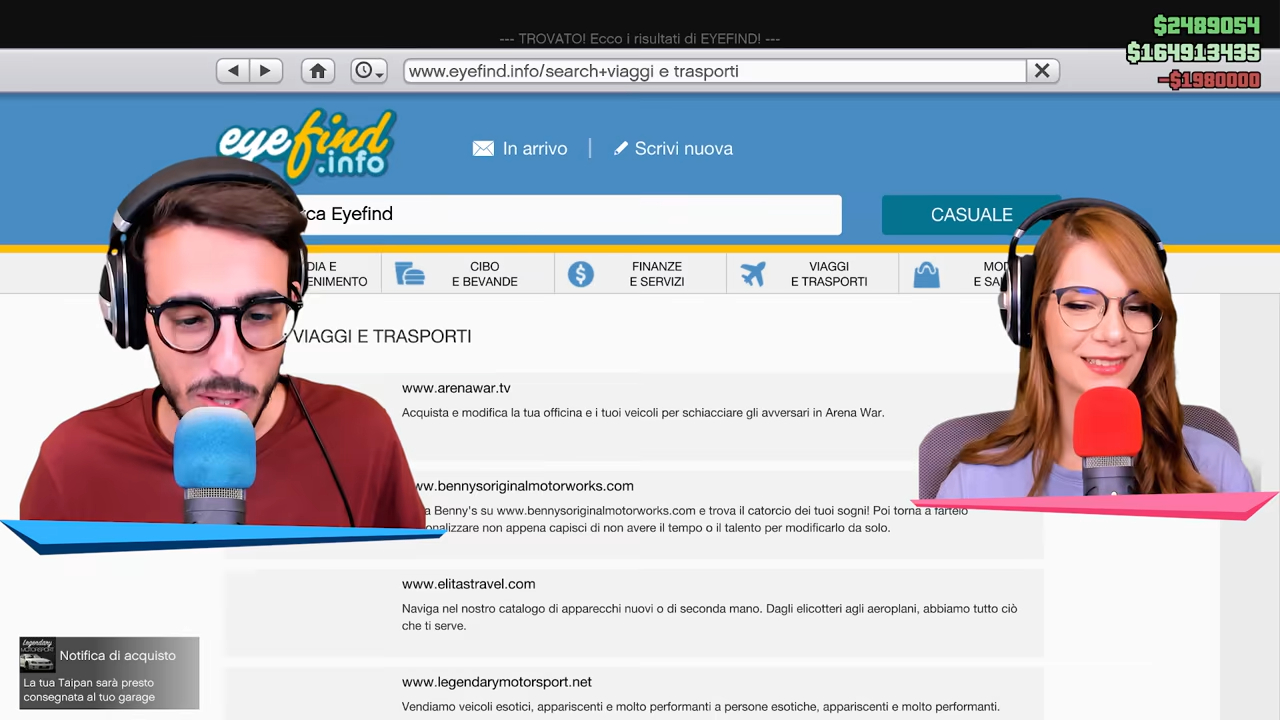 --- TROVATO! Ecco i risultati di EYEFIND! ---
$2489054
$164913435
-$1980000
www.eyefind.info/search+viaggi e trasporti
eyefind
.info
In arrivo | Scrivi nuova
ca Eyefind
CASUALE
DIA E
ENIMENTO
CIBO
E BEVANDE
FINANZE
E SERVIZI
VIAGGI
E TRASPORTI
MO
E SA
: VIAGGI E TRASPORTI
www.arenawar.tv
Acquista e modifica la tua officina e i tuoi veicoli per schiacciare gli avversari in Arena War.
ww.bennysoriginalmotorworks.com
a Benny's su www.bennysoriginalmotorworks.com e trova il catorcio dei tuoi sogni! Poi torna a fartelo
onalizzare non appena capisci di non avere il tempo o il talento per modificarlo da solo.
www.elitastravel.com
Naviga nel nostro catalogo di apparecchi nuovi o di seconda mano. Dagli elicotteri agli aeroplani, abbiamo tutto ciò
che ti serve.
www.legendarymotorsport.net
Vendiamo veicoli esotici, appariscenti e molto performanti a persone esotiche, appariscenti e molto performanti.
Legendary
MOTORSPORT
Notifica di acquisto
La tua Taipan sarà presto
consegnata al tuo garage